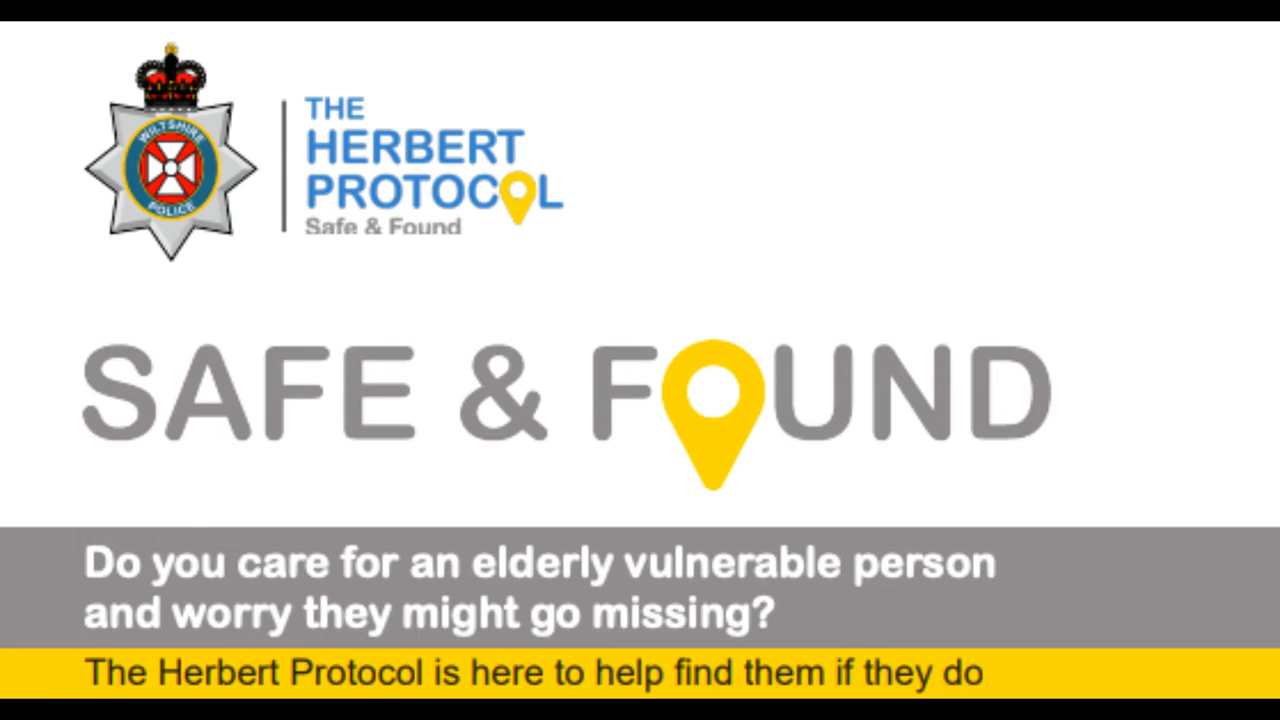 WILTSHIRE
POLICE
THE
HERBERT
PROTOCOL
Safe & Found
SAFE & FOUND
Do you care for an elderly vulnerable person
and worry they might go missing?
The Herbert Protocol is here to help find them if they do